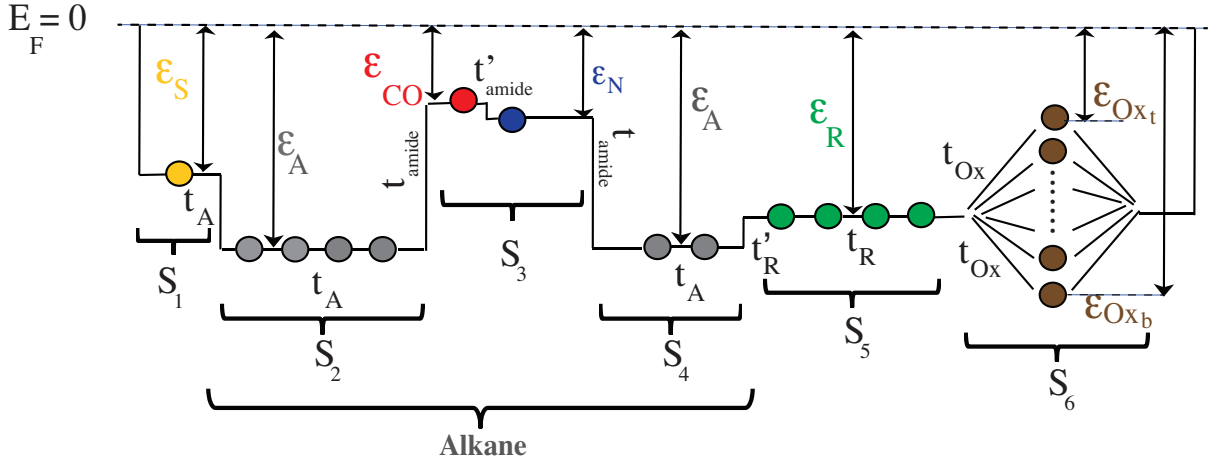 E_F = 0
ε_S
ε_A
ε_CO
t'_amide
ε_N
ε_A
ε_R
ε_Ox_t
t_A
t_amide
t_amide
t_Ox
t_A
t_A
t'_R
t_R
t_Ox
ε_Ox_b
S_1
S_2
S_3
S_4
S_5
S_6
Alkane